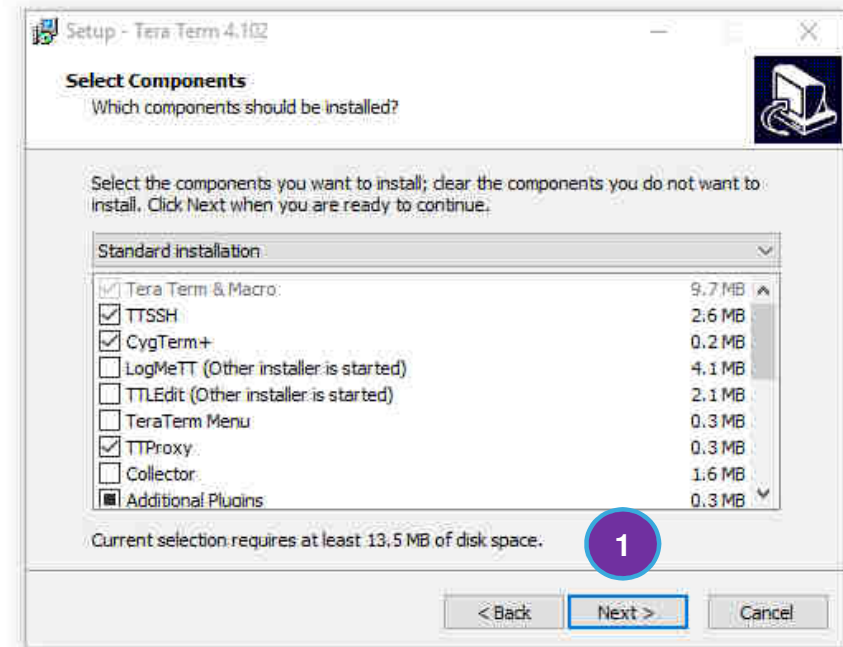 Setup - Tera Term 4.102
Select Components
Which components should be installed?
Select the components you want to install; clear the components you do not want to
install. Click Next when you are ready to continue.
Standard installation
Tera Term & Macro 9.7 MB
TTSSH 2.6 MB
CygTerm+ 0.2 MB
LogMeTT (Other installer is started) 4.1 MB
TTLEdit (Other installer is started) 2.1 MB
TeraTerm Menu 0.3 MB
TTProxy 0.3 MB
Collector 1.6 MB
Additional Plugins 0.3 MB
Current selection requires at least 13.5 MB of disk space.
1
< Back Next > Cancel